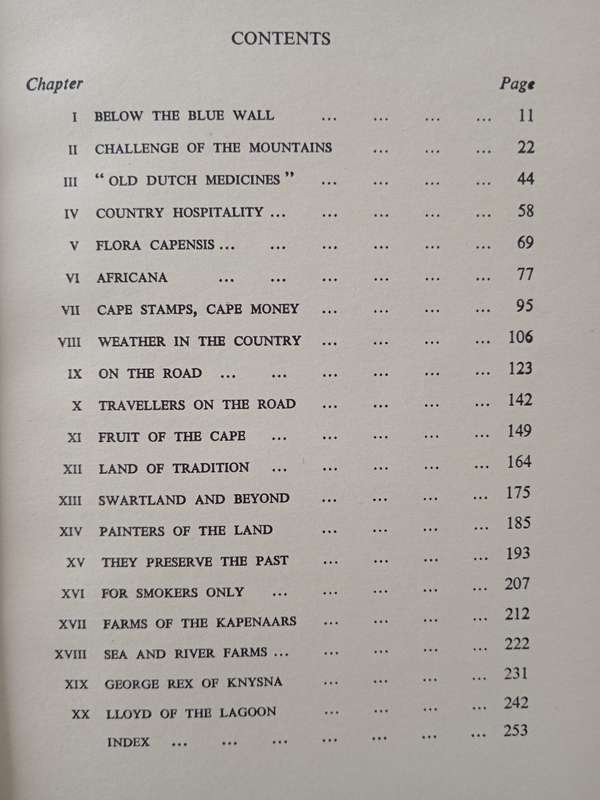 CONTENTS
Chapter Page
I BELOW THE BLUE WALL ... ... ... ... 11
II CHALLENGE OF THE MOUNTAINS ... ... ... 22
III " OLD DUTCH MEDICINES " ... ... ... ... 44
IV COUNTRY HOSPITALITY ... ... ... ... ... 58
V FLORA CAPENSIS ... ... ... ... ... ... 69
VI AFRICANA ... ... ... ... ... ... 77
VII CAPE STAMPS, CAPE MONEY ... ... ... ... 95
VIII WEATHER IN THE COUNTRY ... ... ... ... 106
IX ON THE ROAD ... ... ... ... ... ... 123
X TRAVELLERS ON THE ROAD ... ... ... ... 142
XI FRUIT OF THE CAPE ... ... ... ... ... 149
XII LAND OF TRADITION ... ... ... ... ... 164
XIII SWARTLAND AND BEYOND ... ... ... ... 175
XIV PAINTERS OF THE LAND ... ... ... ... 185
XV THEY PRESERVE THE PAST ... ... ... ... 193
XVI FOR SMOKERS ONLY ... ... ... ... ... 207
XVII FARMS OF THE KAPENAARS ... ... ... ... 212
XVIII SEA AND RIVER FARMS ... ... ... ... ... 222
XIX GEORGE REX OF KNYSNA ... ... ... ... 231
XX LLOYD OF THE LAGOON ... ... ... ... 242
INDEX ... ... ... ... ... ... ... 253